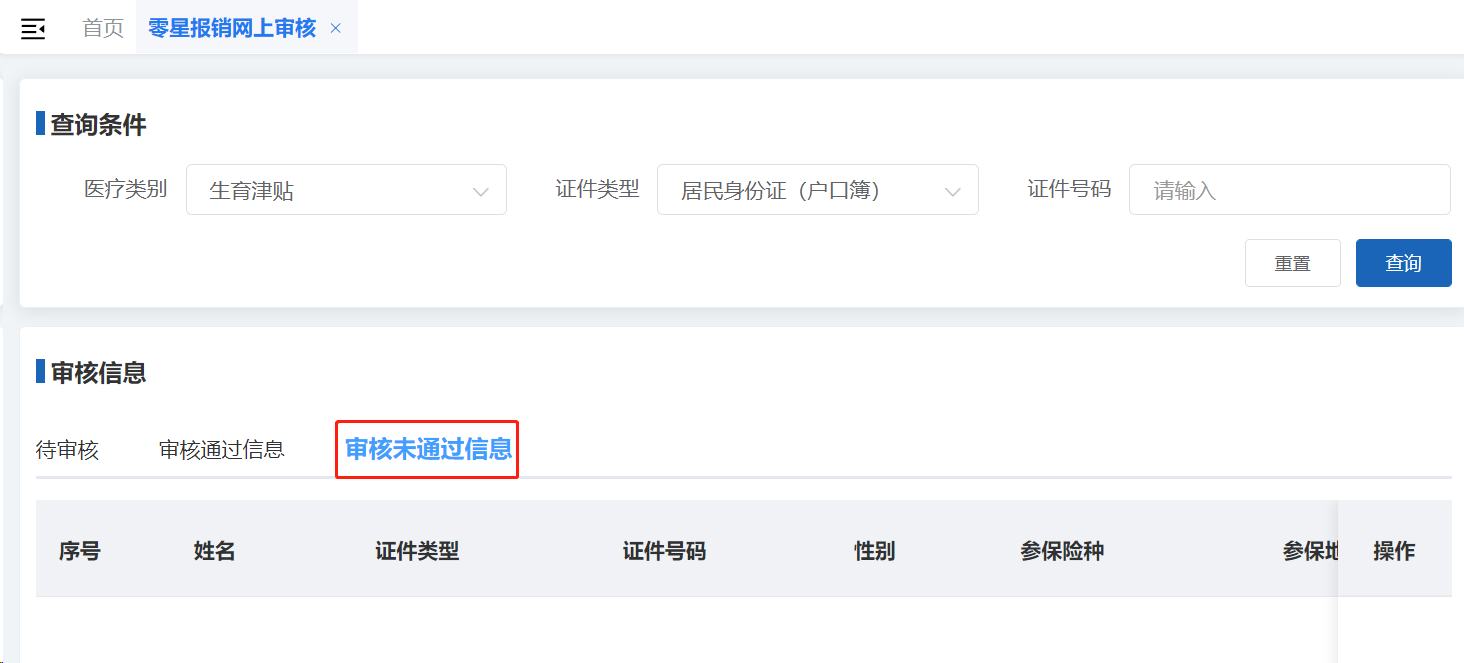 首页 零星报销网上审核 ×
查询条件
医疗类别 生育津贴 证件类型 居民身份证（户口簿） 证件号码 请输入
重置 查询
审核信息
待审核 审核通过信息 审核未通过信息
序号 姓名 证件类型 证件号码 性别 参保险种 参保地 操作